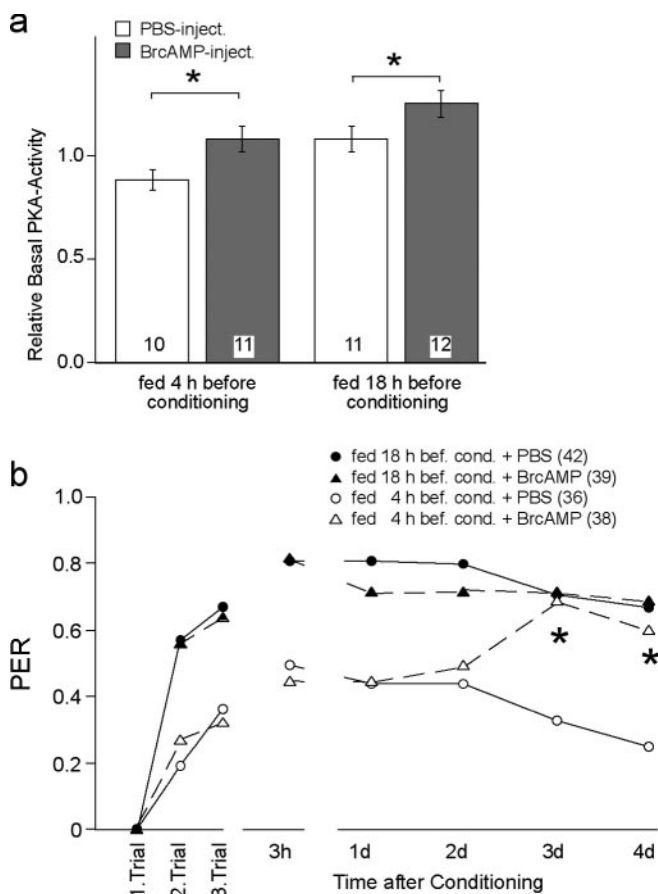 a
PBS-inject.
BrcAMP-inject.
*
*
Relative Basal PKA-Activity
1.0
0.5
0.0
10
11
11
12
fed 4 h before
conditioning
fed 18 h before
conditioning
b
fed 18 h bef. cond. + PBS (42)
fed 18 h bef. cond. + BrcAMP (39)
fed 4 h bef. cond. + PBS (36)
fed 4 h bef. cond. + BrcAMP (38)
PER
1.0
0.8
0.6
0.4
0.2
0
*
*
1.Trial
2.Trial
3.Trial
3h
1d
2d
3d
4d
Time after Conditioning